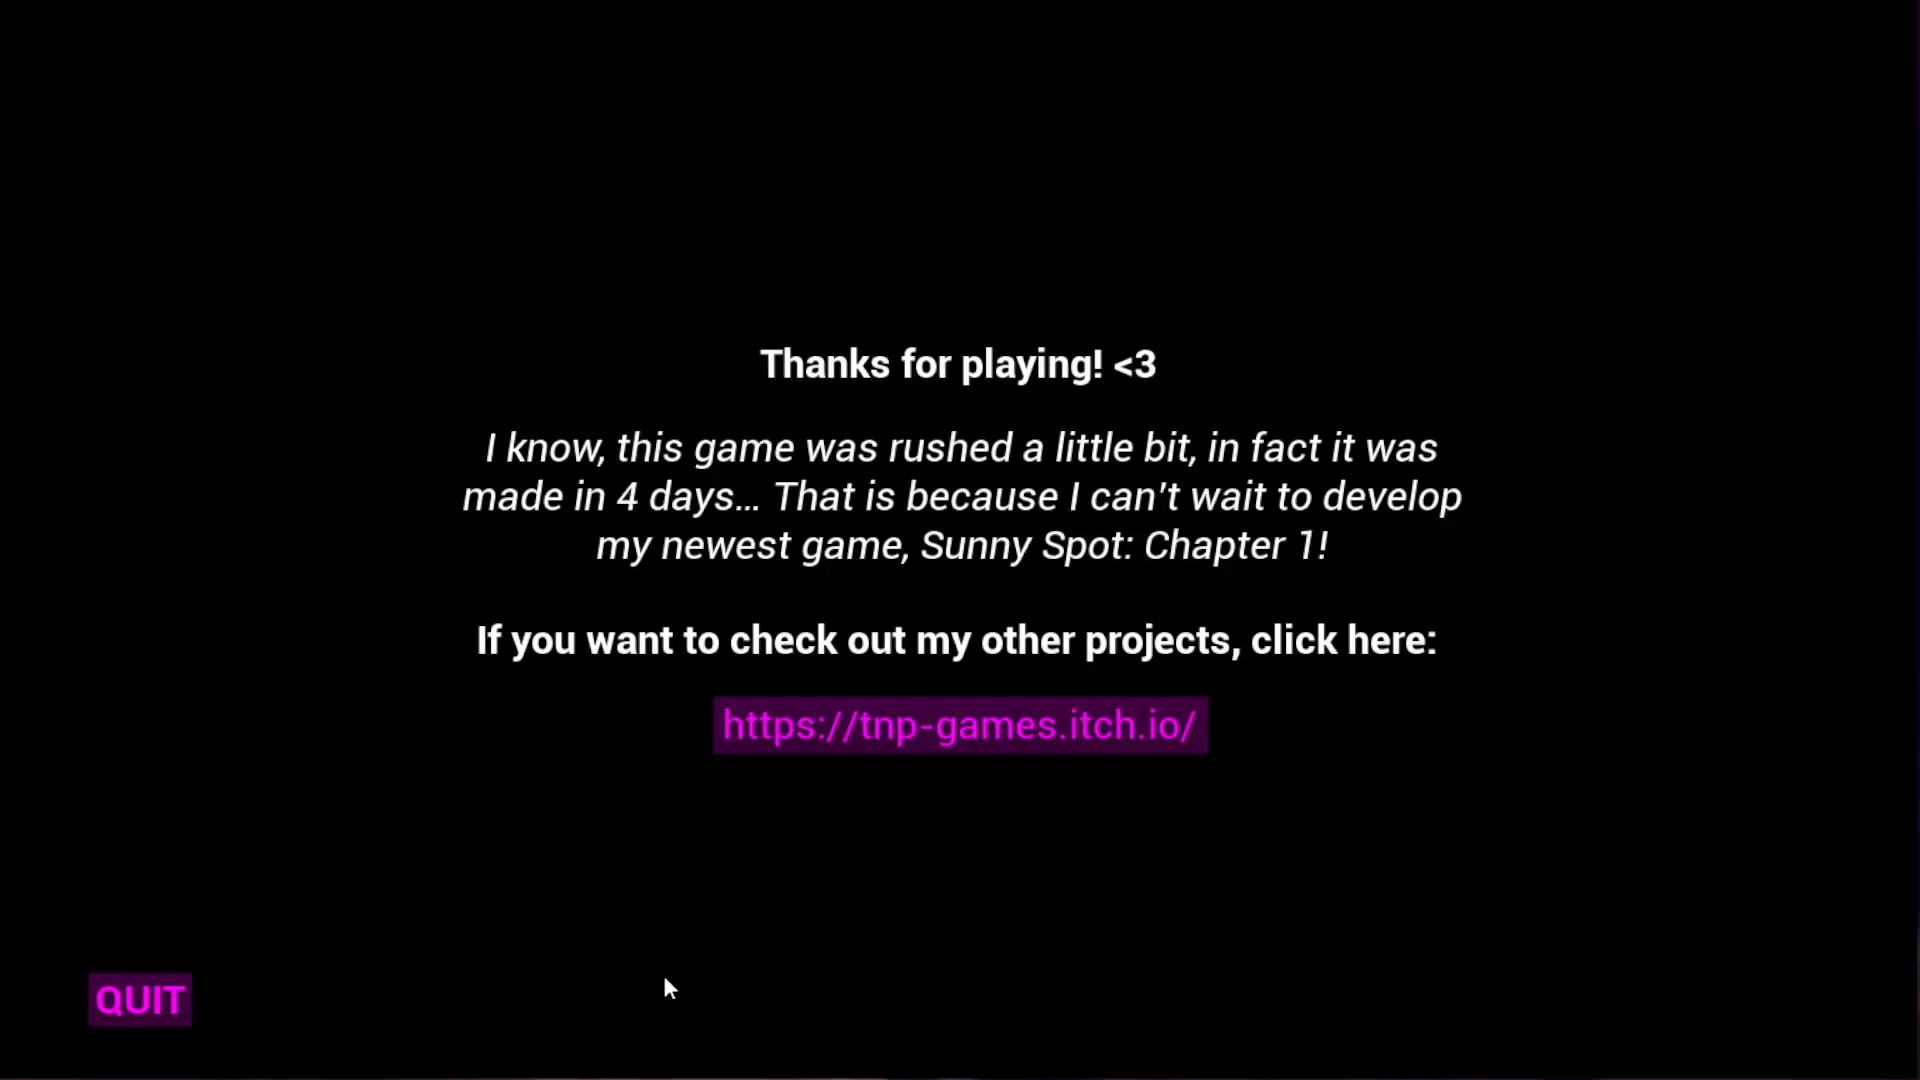 Thanks for playing! <3
I know, this game was rushed a little bit, in fact it was
made in 4 days... That is because I can't wait to develop
my newest game, Sunny Spot: Chapter 1!
If you want to check out my other projects, click here:
https://tnp-games.itch.io/
QUIT